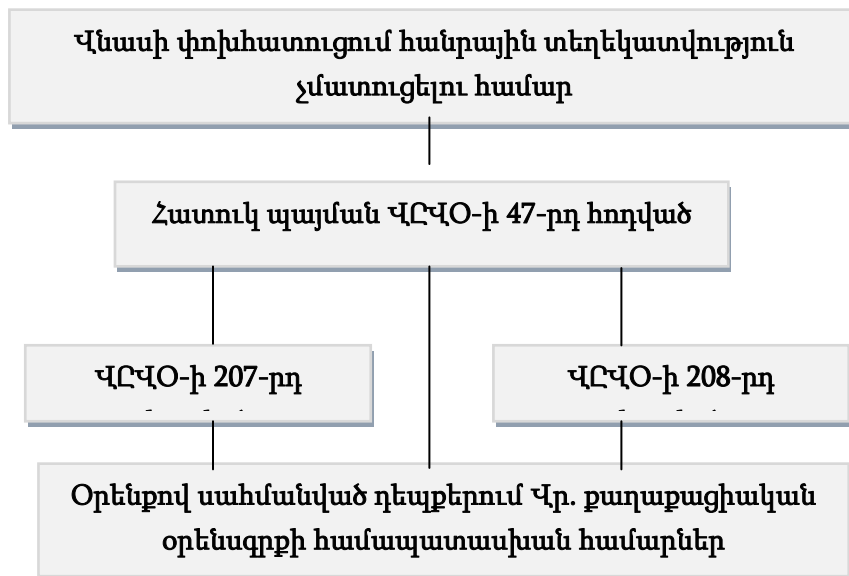 Վնասի փոխհատուցում հանրային տեղեկատվություն
չմատուցելու համար
Հատուկ պայման ՎԸՎՕ-ի 47-րդ հոդված
ՎԸՎՕ-ի 207-րդ
ՎԸՎՕ-ի 208-րդ
Օրենքով սահմանված դեպքերում Վր. քաղաքացիական
օրենսգրքի համապատասխան համարներ